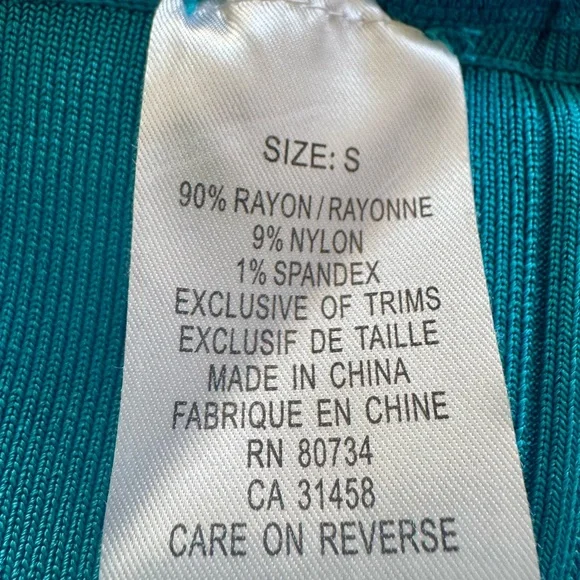 SIZE: S
90% RAYON/RAYONNE
9% NYLON
1% SPANDEX
EXCLUSIVE OF TRIMS
EXCLUSIF DE TAILLE
MADE IN CHINA
FABRIQUE EN CHINE
RN 80734
CA 31458
CARE ON REVERSE